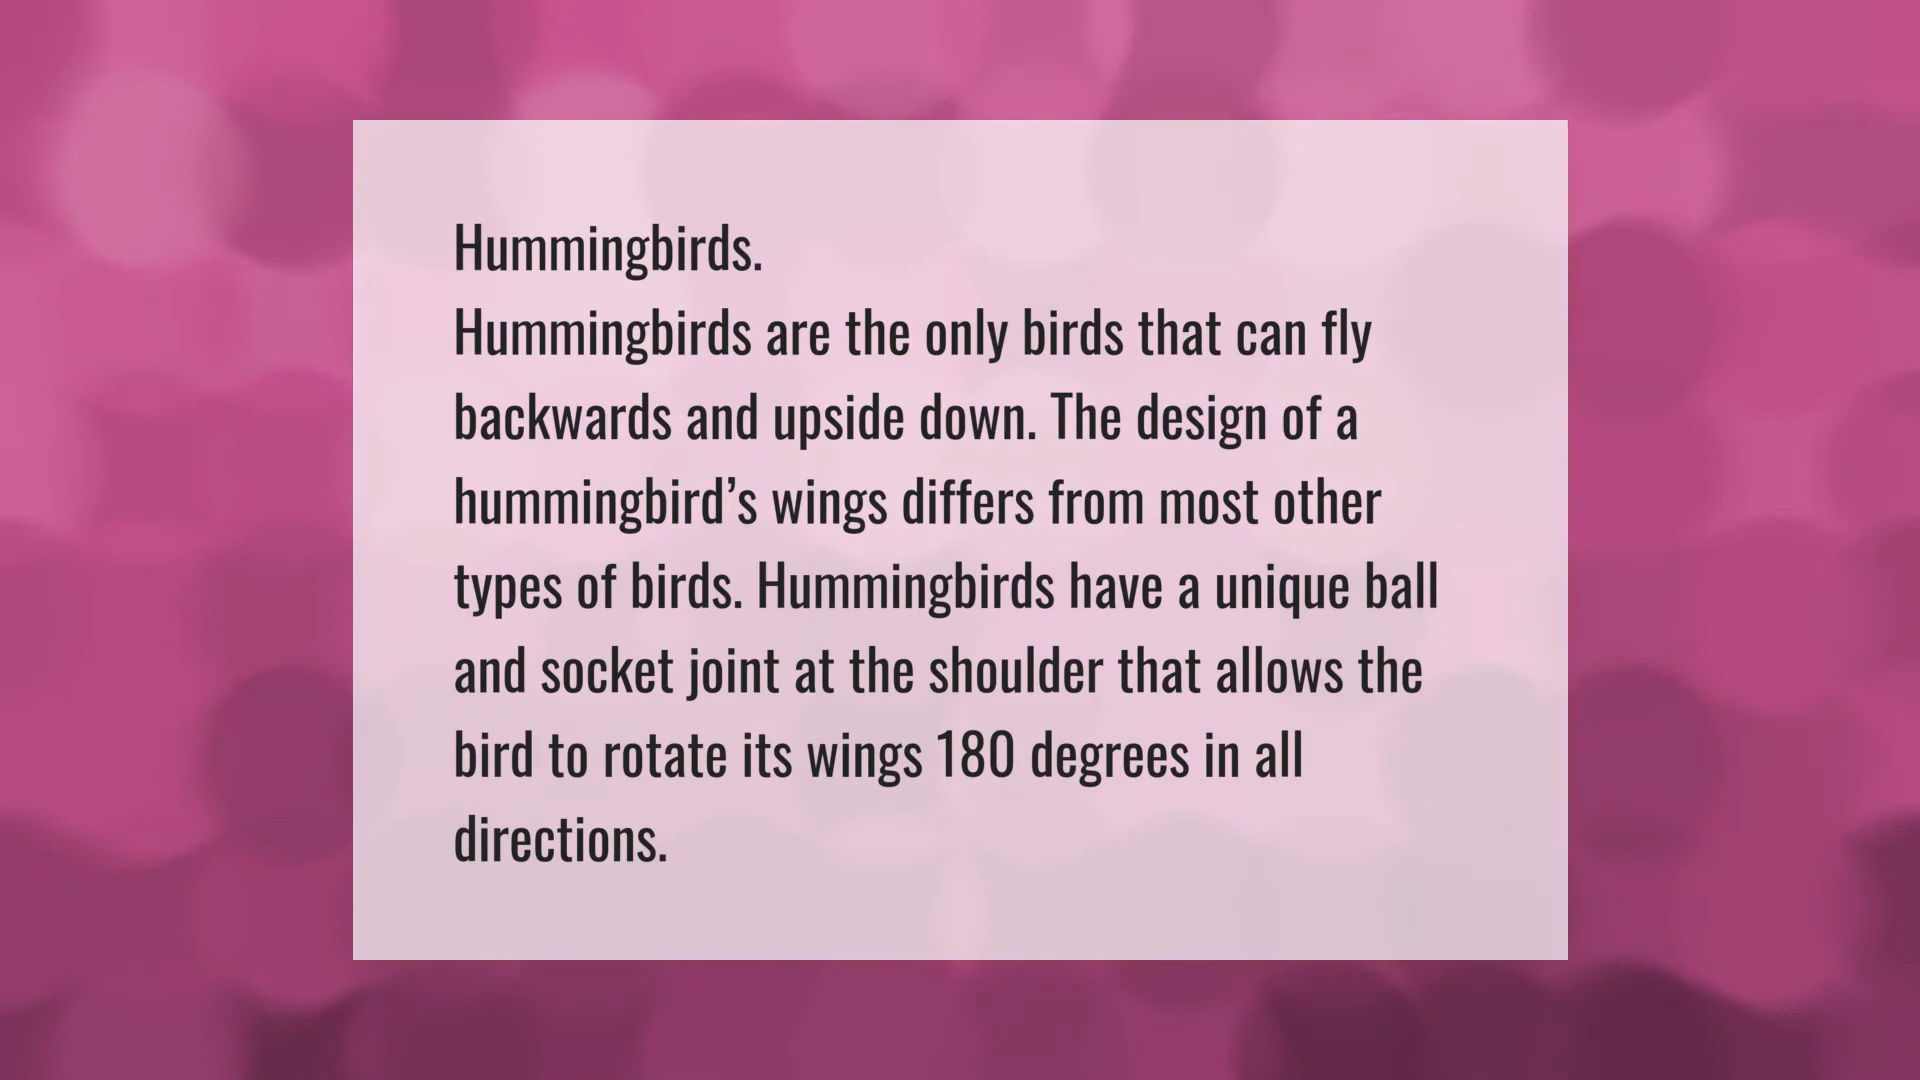 Hummingbirds.
Hummingbirds are the only birds that can fly
backwards and upside down. The design of a
hummingbird’s wings differs from most other
types of birds. Hummingbirds have a unique ball
and socket joint at the shoulder that allows the
bird to rotate its wings 180 degrees in all
directions.